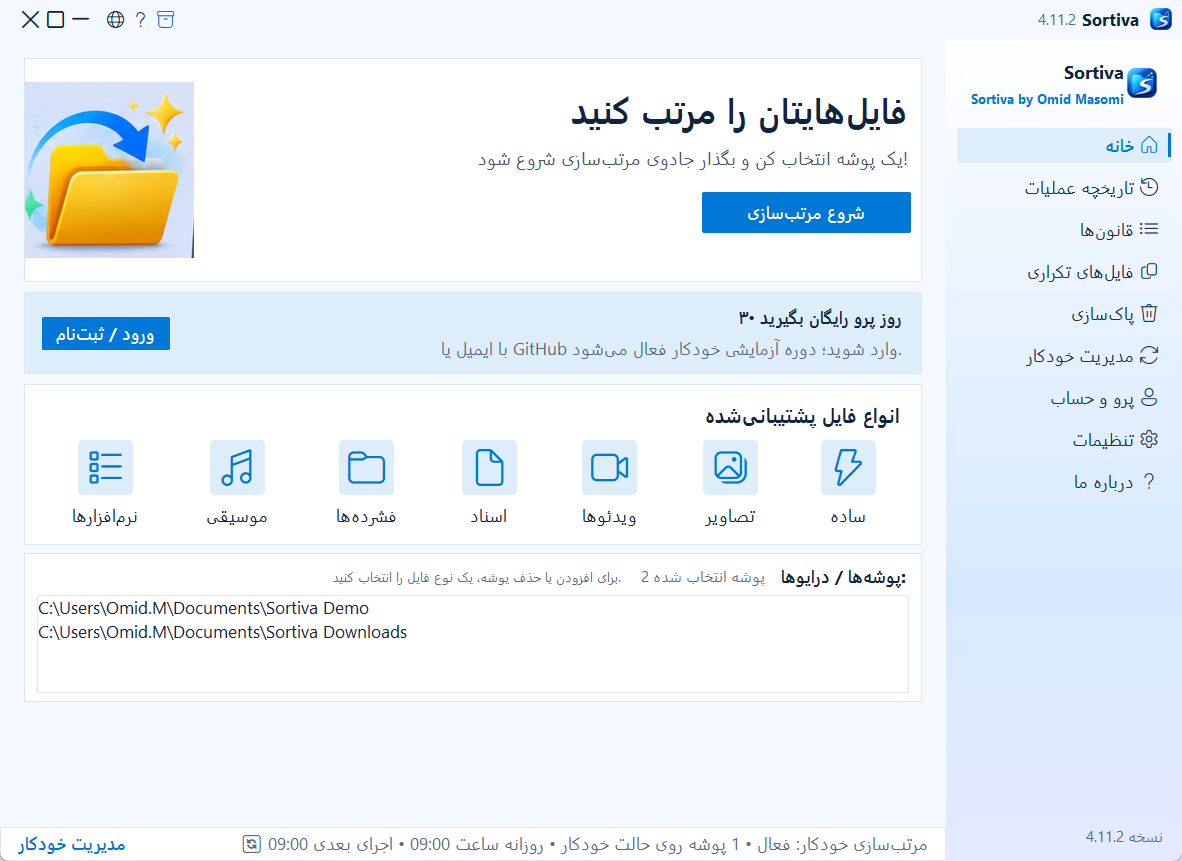 Sortiva 4.11.2
?
Sortiva
Sortiva by Omid Masomi
خانه
تاریخچه عملیات
قانون‌ها
فایل‌های تکراری
پاک‌سازی
مدیریت خودکار
پرو و حساب
تنظیمات
درباره ما
نسخه 4.11.2
فایل‌هایتان را مرتب کنید
!یک پوشه انتخاب کن و بگذار جادوی مرتب‌سازی شروع شود
شروع مرتب‌سازی
روز پرو رایگان بگیرید ۳۰
.وارد شوید؛ دوره آزمایشی خودکار فعال می‌شود GitHub با ایمیل یا
ورود / ثبت‌نام
انواع فایل پشتیبانی‌شده
ساده
تصاویر
ویدئوها
اسناد
فشرده‌ها
موسیقی
نرم‌افزارها
:پوشه‌ها / درایوها
پوشه انتخاب شده 2
.برای افزودن یا حذف پوشه، یک نوع فایل را انتخاب کنید
C:\Users\Omid.M\Documents\Sortiva Demo
C:\Users\Omid.M\Documents\Sortiva Downloads
مرتب‌سازی خودکار: فعال • 1 پوشه روی حالت خودکار • روزانه ساعت 09:00 • اجرای بعدی 09:00
مدیریت خودکار